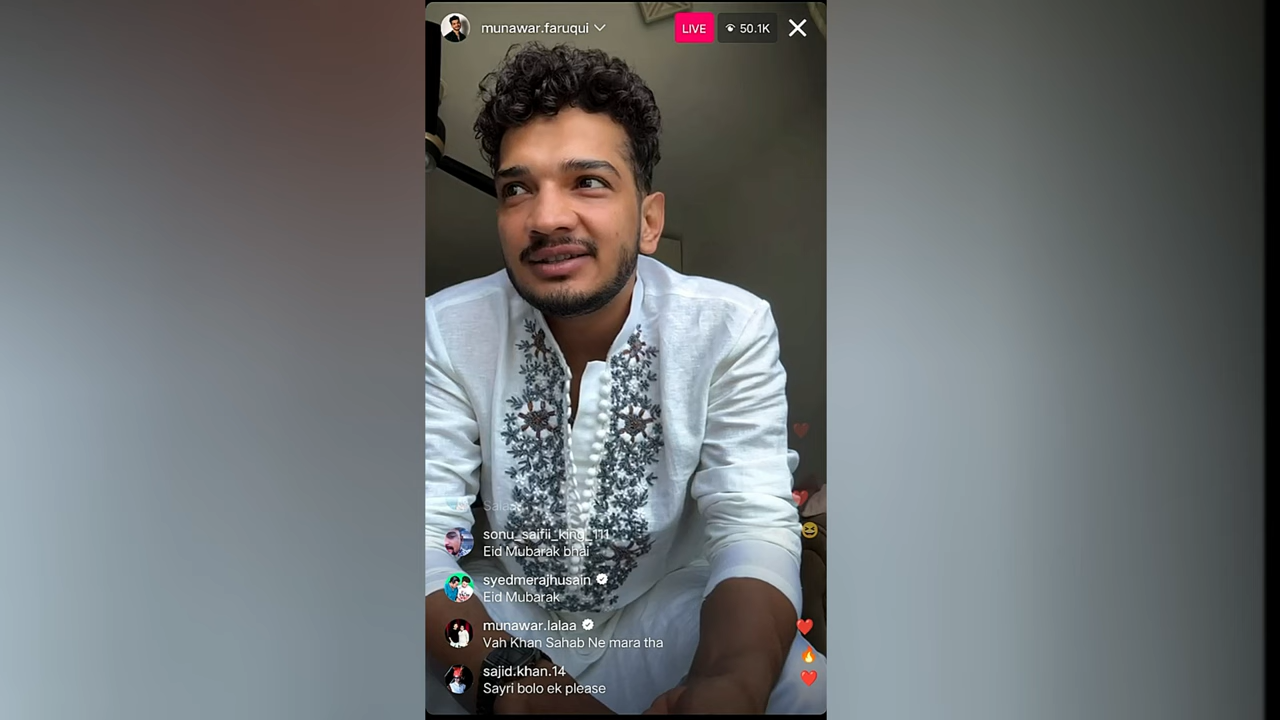 munawar.faruqui
LIVE
50.1K
sonu_saifii_king_111
Eid Mubarak bhai
syedmerajhusain
Eid Mubarak
munawar.lalaa
Vah Khan Sahab Ne mara tha
sajid.khan.14
Sayri bolo ek please